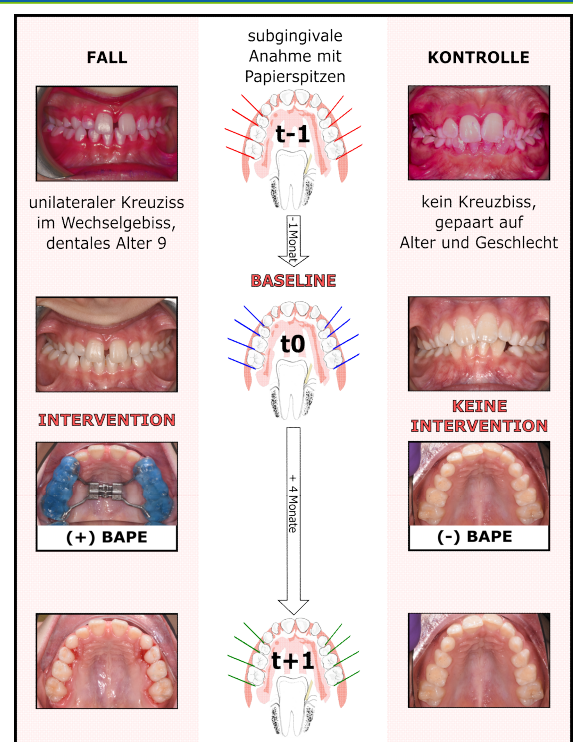 subgingivale
Anahme mit
Papierspitzen
FALL
KONTROLLE
t-1
unilateraler Kreuziss
im Wechselgebiss,
dentales Alter 9
kein Kreuzbiss,
gepaart auf
Alter und Geschlecht
-1 Monat
BASELINE
t0
INTERVENTION
KEINE
INTERVENTION
+ 4 Monate
(+) BAPE
(-) BAPE
t+1